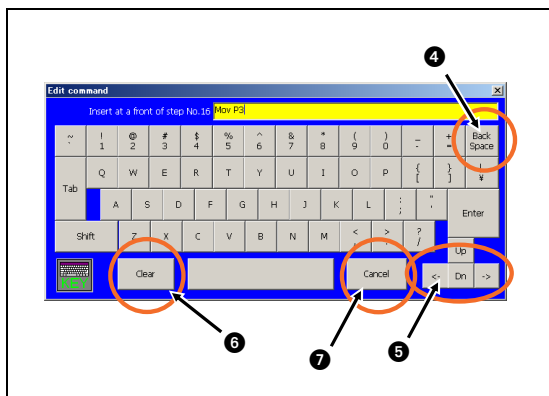 4
Edit command
Insert at a front of step No.16 Mov P3
~ ! @ # $ % ^ & * ( ) _ + Back
` 1 2 3 4 5 6 7 8 9 0 - = Space
Tab Q W E R T Y U I O P { [ } ] | ¥
A S D F G H J K L : ; " ' Enter
Shift Z X C V B N M < , > . ? / Up
KEY Clear Cancel <- Dn ->
6 7 5